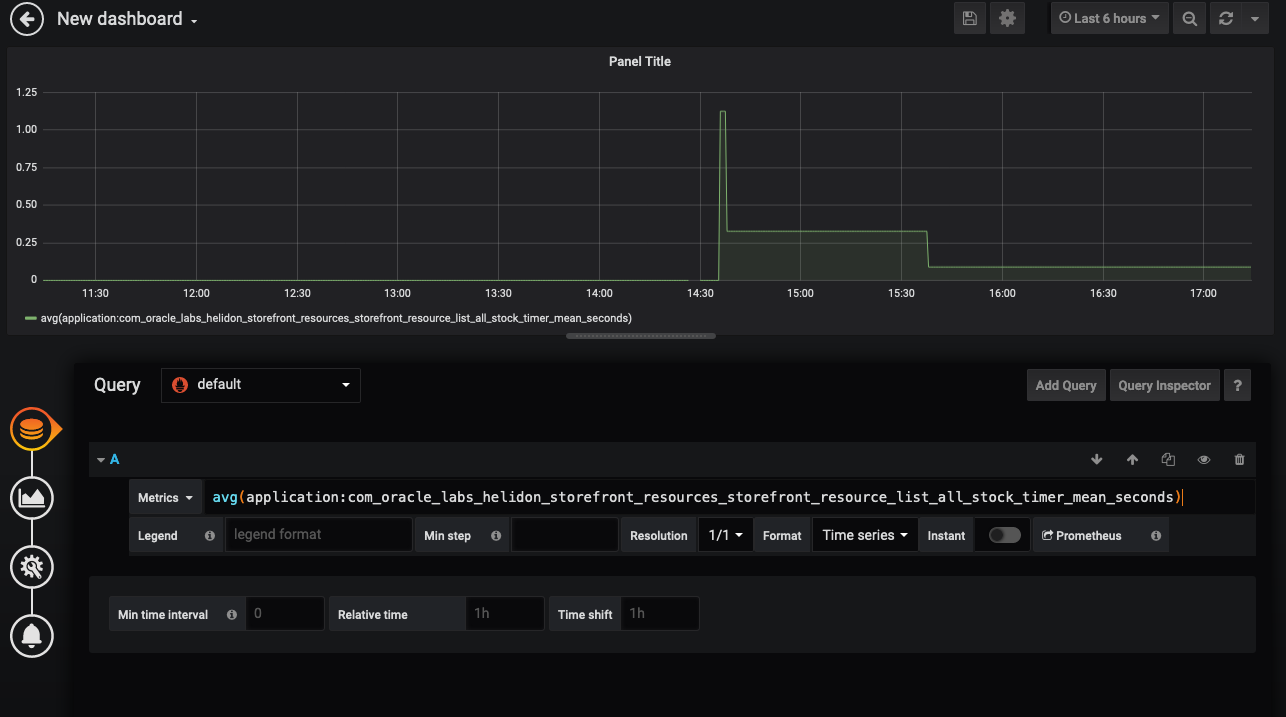 New dashboard
Last 6 hours
Panel Title
1.25
1.00
0.75
0.50
0.25
0
11:30 12:00 12:30 13:00 13:30 14:00 14:30 15:00 15:30 16:00 16:30 17:00
avg(application:com_oracle_labs_helidon_storefront_resources_storefront_resource_list_all_stock_timer_mean_seconds)
Query default Add Query Query Inspector ?
A
Metrics avg(application:com_oracle_labs_helidon_storefront_resources_storefront_resource_list_all_stock_timer_mean_seconds)
Legend legend format Min step Resolution 1/1 Format Time series Instant Prometheus
Min time interval 0 Relative time 1h Time shift 1h